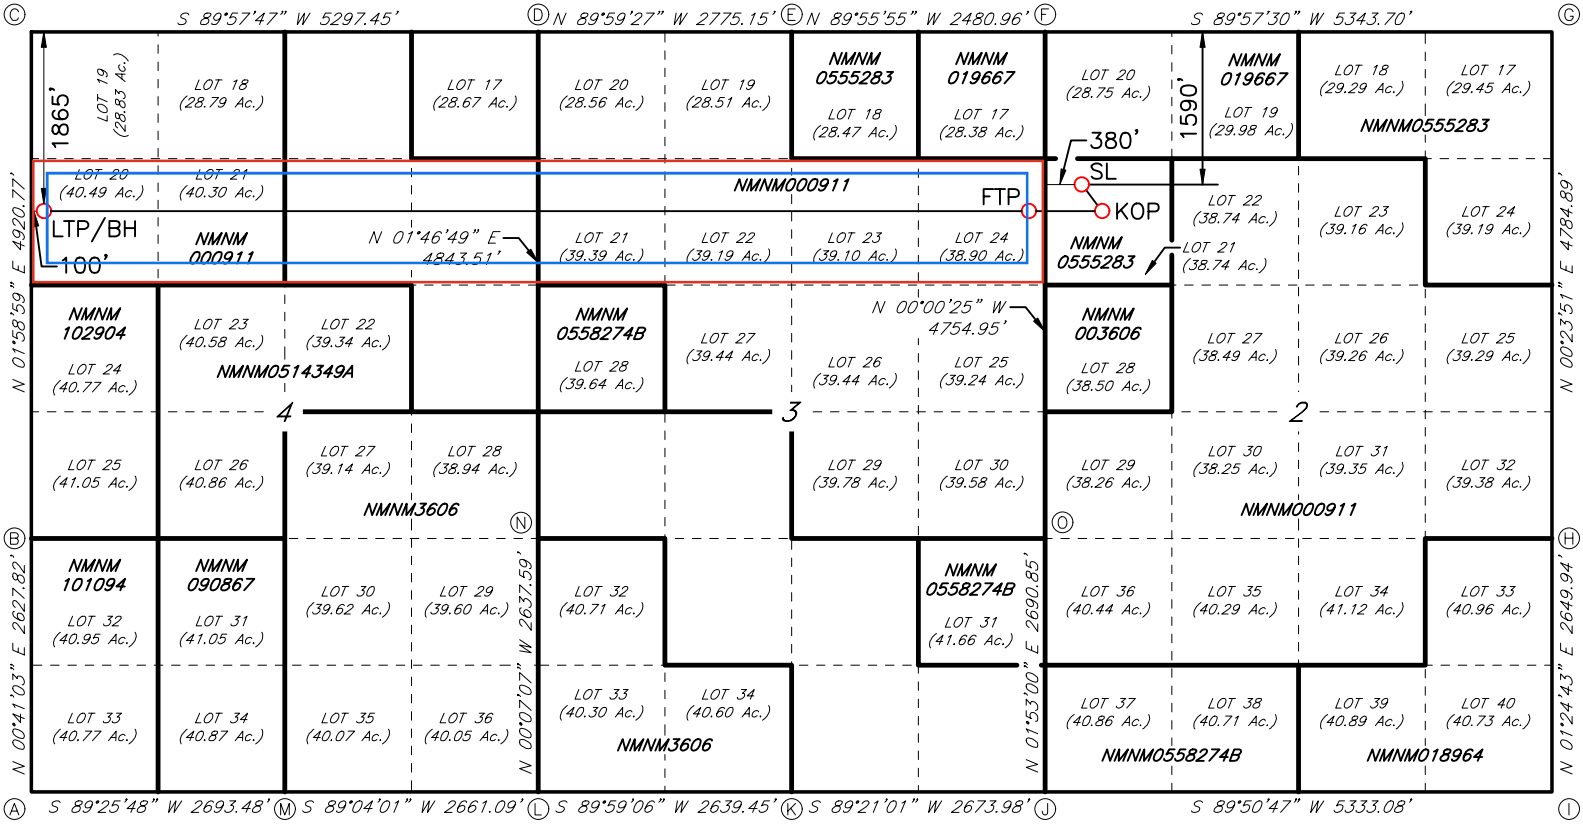 Ⓒ S 89°57'47" W 5297.45' Ⓓ N 89°59'27" W 2775.15' Ⓔ N 89°55'55" W 2480.96' Ⓕ S 89°57'30" W 5343.70' Ⓖ
LOT 19
(28.83 Ac.)
1865'
LOT 18
(28.79 Ac.)
LOT 17
(28.67 Ac.)
LOT 20
(28.56 Ac.)
LOT 19
(28.51 Ac.)
NMNM
0555283
LOT 18
(28.47 Ac.)
NMNM
019667
LOT 17
(28.38 Ac.)
LOT 20
(28.75 Ac.)
1590'
NMNM
019667
LOT 19
(29.98 Ac.)
LOT 18
(29.29 Ac.)
LOT 17
(29.45 Ac.)
NMNM0555283
380'
SL
KOP
FTP
LTP/BH
100'
LOT 20
(40.49 Ac.)
LOT 21
(40.30 Ac.)
NMNM
000911
NMNM000911
N 01°46'49" E
4843.51'
LOT 21
(39.39 Ac.)
LOT 22
(39.19 Ac.)
LOT 23
(39.10 Ac.)
LOT 24
(38.90 Ac.)
NMNM
0555283
LOT 22
(38.74 Ac.)
LOT 21
(38.74 Ac.)
LOT 23
(39.16 Ac.)
LOT 24
(39.19 Ac.)
N 01°58'59" E 4920.77'
N 00°23'51" E 4784.89'
NMNM
102904
LOT 24
(40.77 Ac.)
LOT 23
(40.58 Ac.)
LOT 22
(39.34 Ac.)
NMNM0514349A
NMNM
0558274B
LOT 28
(39.64 Ac.)
LOT 27
(39.44 Ac.)
N 00°00'25" W
4754.95'
LOT 26
(39.44 Ac.)
LOT 25
(39.24 Ac.)
NMNM
003606
LOT 28
(38.50 Ac.)
LOT 27
(38.49 Ac.)
LOT 26
(39.26 Ac.)
LOT 25
(39.29 Ac.)
4
3
2
LOT 25
(41.05 Ac.)
LOT 26
(40.86 Ac.)
LOT 27
(39.14 Ac.)
LOT 28
(38.94 Ac.)
NMNM3606
LOT 29
(39.78 Ac.)
LOT 30
(39.58 Ac.)
LOT 29
(38.26 Ac.)
LOT 30
(38.25 Ac.)
LOT 31
(39.35 Ac.)
LOT 32
(39.38 Ac.)
NMNM000911
Ⓑ
Ⓝ
Ⓞ
Ⓗ
N 00°41'03" E 2627.82'
NMNM
101094
LOT 32
(40.95 Ac.)
NMNM
090867
LOT 31
(41.05 Ac.)
LOT 30
(39.62 Ac.)
LOT 29
(39.60 Ac.)
N 00°07'07" W 2637.59'
LOT 32
(40.71 Ac.)
NMNM
0558274B
LOT 31
(41.66 Ac.)
N 01°53'00" E 2690.85'
LOT 36
(40.44 Ac.)
LOT 35
(40.29 Ac.)
LOT 34
(41.12 Ac.)
LOT 33
(40.96 Ac.)
N 01°24'43" E 2649.94'
LOT 33
(40.77 Ac.)
LOT 34
(40.87 Ac.)
LOT 35
(40.07 Ac.)
LOT 36
(40.05 Ac.)
LOT 33
(40.30 Ac.)
LOT 34
(40.60 Ac.)
NMNM3606
LOT 37
(40.86 Ac.)
LOT 38
(40.71 Ac.)
NMNM0558274B
LOT 39
(40.89 Ac.)
LOT 40
(40.73 Ac.)
NMNM018964
Ⓐ S 89°25'48" W 2693.48' Ⓜ S 89°04'01" W 2661.09' Ⓛ S 89°59'06" W 2639.45' Ⓚ S 89°21'01" W 2673.98' Ⓙ S 89°50'47" W 5333.08' Ⓘ